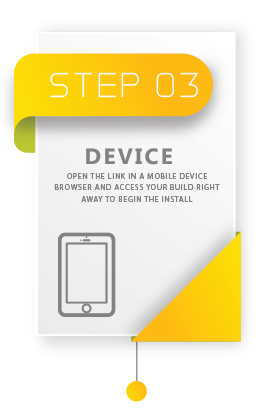 STEP 03
DEVICE
OPEN THE LINK IN A MOBILE DEVICE
BROWSER AND ACCESS YOUR BUILD RIGHT
AWAY TO BEGIN THE INSTALL